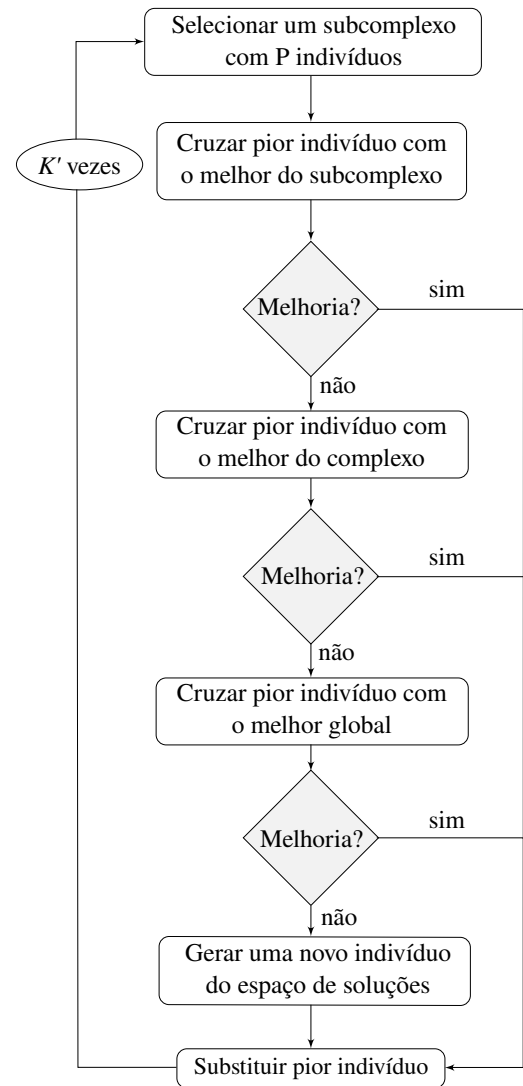 Selecionar um subcomplexo
com P indivíduos
K' vezes
Cruzar pior indivíduo com
o melhor do subcomplexo
Melhoria?
sim
não
Cruzar pior indivíduo com
o melhor do complexo
Melhoria?
sim
não
Cruzar pior indivíduo com
o melhor global
Melhoria?
sim
não
Gerar uma novo indivíduo
do espaço de soluções
Substituir pior indivíduo